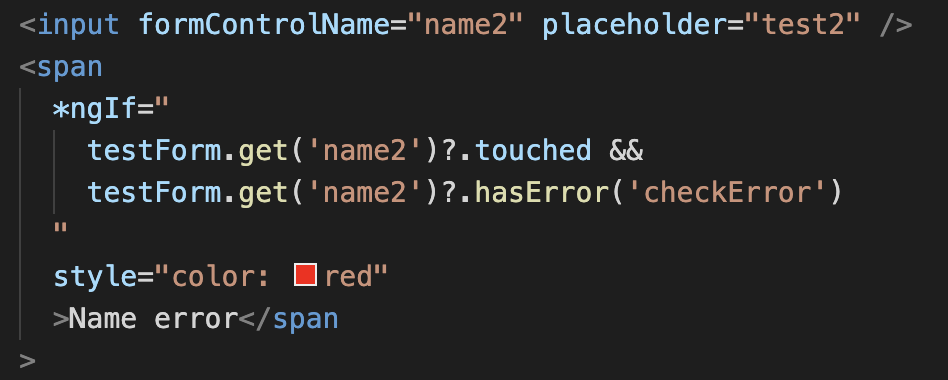 <input formControlName="name2" placeholder="test2" />
<span
*ngIf="
testForm.get('name2')?.touched &&
testForm.get('name2')?.hasError('checkError')
"
style="color: red"
>Name error</span
>